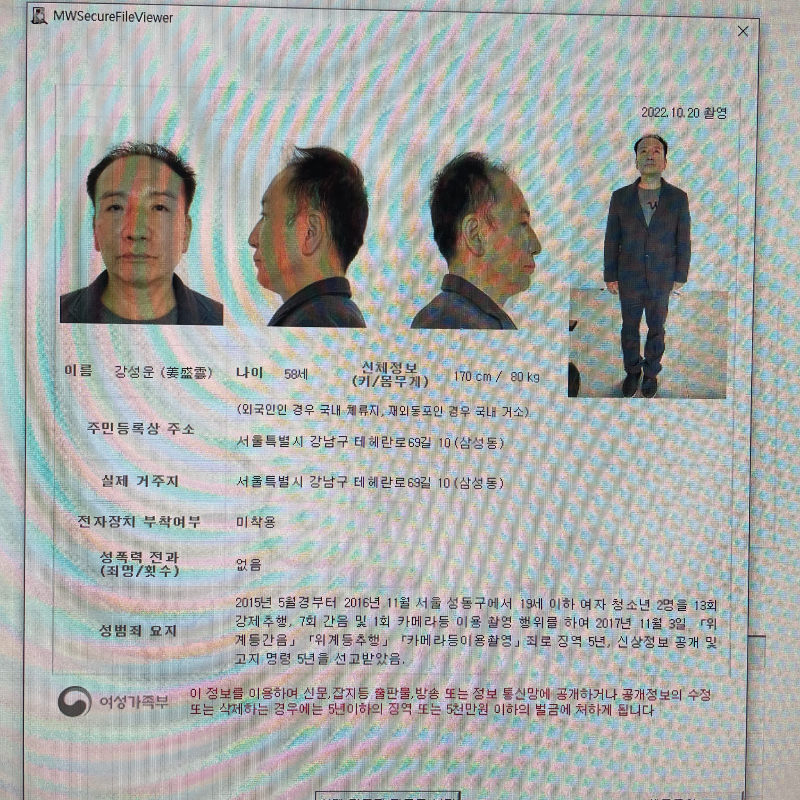 MWSecureFileViewer
2022.10.20 촬영
이름 강성운 (姜盛雲) 나이 58세 신체정보 (키/몸무게) 170 cm / 80 kg
주민등록상 주소
(외국인인 경우 국내 체류지, 재외동포인 경우 국내 거소)
서울특별시 강남구 테헤란로69길 10 (삼성동)
실제 거주지 서울특별시 강남구 테헤란로69길 10 (삼성동)
전자장치 부착여부 미착용
성폭력 전과
(죄명/횟수)
없음
성범죄 요지
2015년 5월경부터 2016년 11월 서울 성동구에서 19세 이하 여자 청소년 2명을 13회
강제추행, 7회 간음 및 1회 카메라등 이용 촬영 행위를 하여 2017년 11월 3일 「위
계등간음」「위계등추행」「카메라등이용촬영」죄로 징역 5년, 신상정보 공개 및
고지 명령 5년을 선고받았음.
여성가족부
이 정보를 이용하여 신문,잡지등 출판물,방송 또는 정보 통신망에 공개하거나 공개정보의 수정
또는 삭제하는 경우에는 5년이하의 징역 또는 5천만원 이하의 벌금에 처하게 됩니다